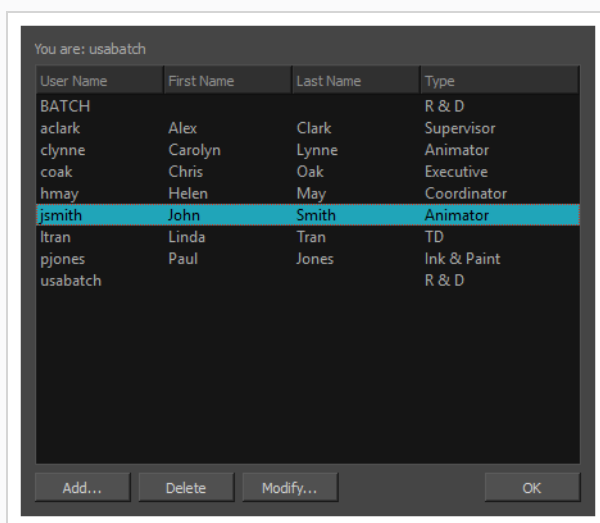 You are: usabatch
User Name First Name Last Name Type
BATCH R & D
aclark Alex Clark Supervisor
clynne Carolyn Lynne Animator
coak Chris Oak Executive
hmay Helen May Coordinator
jsmith John Smith Animator
ltran Linda Tran TD
pjones Paul Jones Ink & Paint
usabatch R & D
Add... Delete Modify... OK